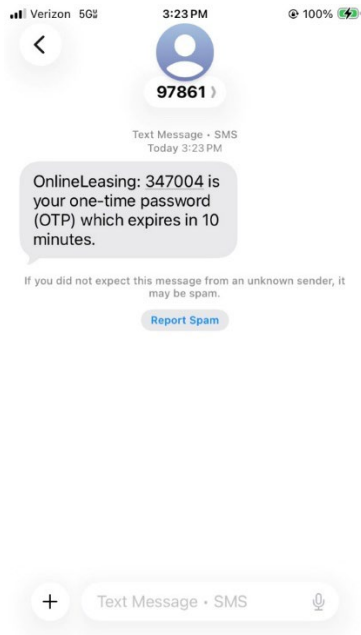 Verizon 5G 3:23 PM 100%
97861
Text Message • SMS
Today 3:23 PM
OnlineLeasing: 347004 is
your one-time password
(OTP) which expires in 10
minutes.
If you did not expect this message from an unknown sender, it
may be spam.
Report Spam
Text Message • SMS